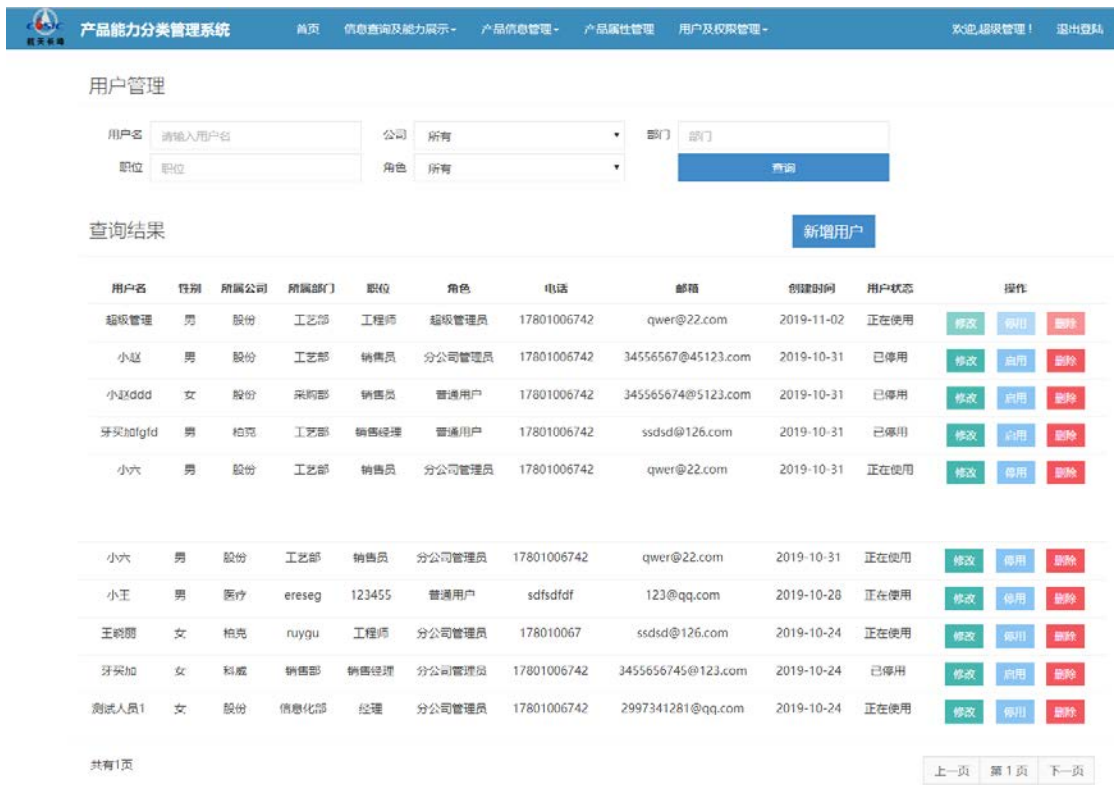 航天长峰 产品能力分类管理系统 首页 信息查询及能力展示 产品信息管理 产品属性管理 用户及权限管理 欢迎,超级管理！ 退出登陆
用户管理
用户名 请输入用户名 公司 所有 部门 部门
职位 职位 角色 所有 查询
查询结果 新增用户
用户名 性别 所属公司 所属部门 职位 角色 电话 邮箱 创建时间 用户状态 操作
超级管理 男 股份 工艺部 工程师 超级管理员 17801006742 qwer@22.com 2019-11-02 正在使用 修改 停用 删除
小赵 男 股份 工艺部 销售员 分公司管理员 17801006742 34556567@45123.com 2019-10-31 已停用 修改 启用 删除
小赵ddd 女 股份 采购部 销售员 普通用户 17801006742 345565674@5123.com 2019-10-31 已停用 修改 启用 删除
牙买加fgfd 男 柏克 工艺部 销售经理 普通用户 17801006742 ssdsd@126.com 2019-10-31 已停用 修改 启用 删除
小六 男 股份 工艺部 销售员 分公司管理员 17801006742 qwer@22.com 2019-10-31 正在使用 修改 停用 删除
小六 男 股份 工艺部 销售员 分公司管理员 17801006742 qwer@22.com 2019-10-31 正在使用 修改 停用 删除
小王 男 医疗 ereseg 123455 普通用户 sdfsdfdf 123@qq.com 2019-10-28 正在使用 修改 停用 删除
王晓丽 女 柏克 ruygu 工程师 分公司管理员 178010067 ssdsd@126.com 2019-10-24 正在使用 修改 停用 删除
牙买加 女 科威 销售部 销售经理 分公司管理员 17801006742 3455656745@123.com 2019-10-24 已停用 修改 启用 删除
测试人员1 女 股份 信息化部 经理 分公司管理员 17801006742 2997341281@qq.com 2019-10-24 正在使用 修改 停用 删除
共有1页 上一页 第 1 页 下一页